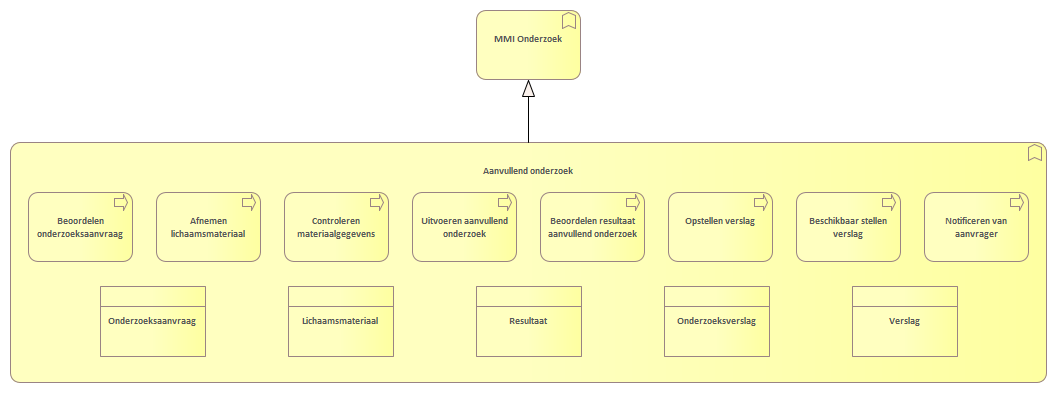 MMI Onderzoek
Aanvullend onderzoek
Beoordelen
onderzoeksaanvraag
Afnemen
lichaamsmateriaal
Controleren
materiaalgegevens
Uitvoeren aanvullend
onderzoek
Beoordelen resultaat
aanvullend onderzoek
Opstellen verslag
Beschikbaar stellen
verslag
Notificeren van
aanvrager
Onderzoeksaanvraag
Lichaamsmateriaal
Resultaat
Onderzoeksverslag
Verslag